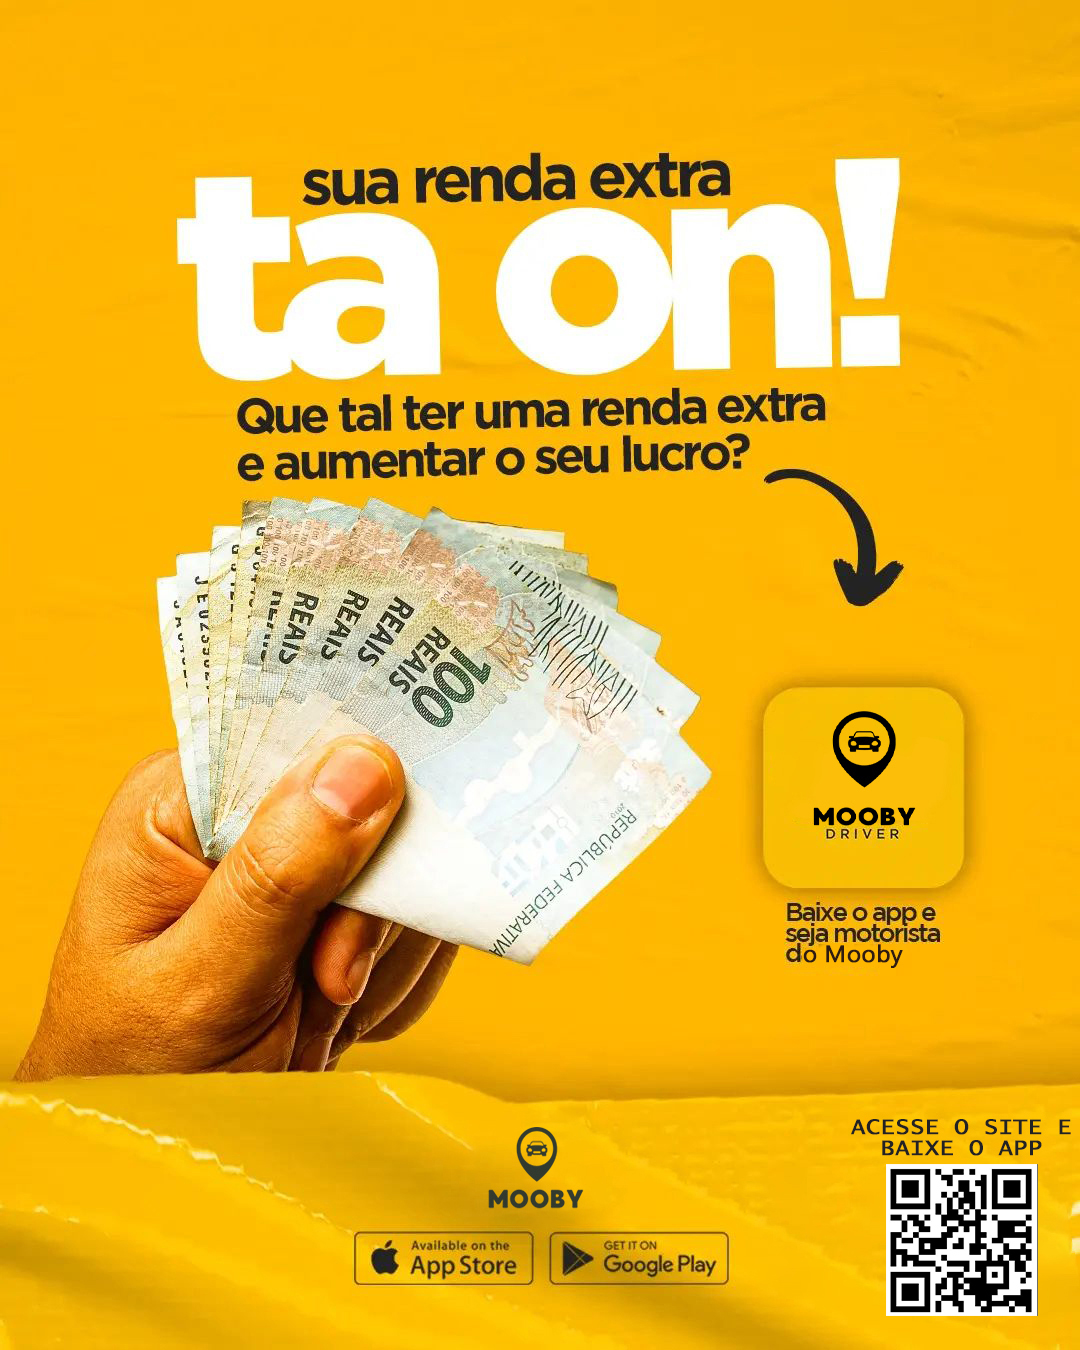 sua renda extra
ta on!
Que tal ter uma renda extra
e aumentar o seu lucro?
100
REAIS
REAIS
REAIS
REAIS
REAIS
2010
REPÚBLICA FEDERATIVA
MOOBY
DRIVER
Baixe o app e
seja motorista
do Mooby
ACESSE O SITE E
BAIXE O APP
MOOBY
Available on the
App Store
GET IT ON
Google Play